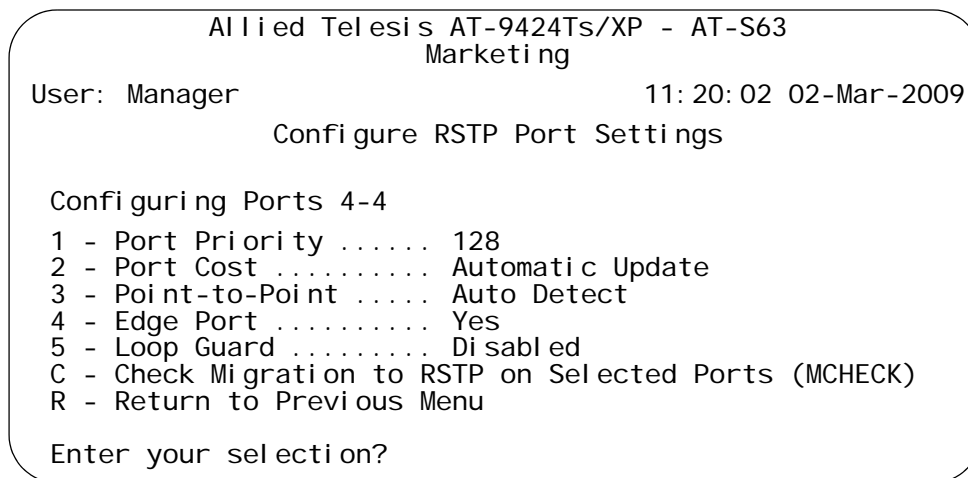 Allied Telesis AT-9424Ts/XP - AT-S63
Marketing
User: Manager 11:20:02 02-Mar-2009
Configure RSTP Port Settings
Configuring Ports 4-4
1 - Port Priority ...... 128
2 - Port Cost .......... Automatic Update
3 - Point-to-Point ..... Auto Detect
4 - Edge Port .......... Yes
5 - Loop Guard ......... Disabled
C - Check Migration to RSTP on Selected Ports (MCHECK)
R - Return to Previous Menu
Enter your selection?